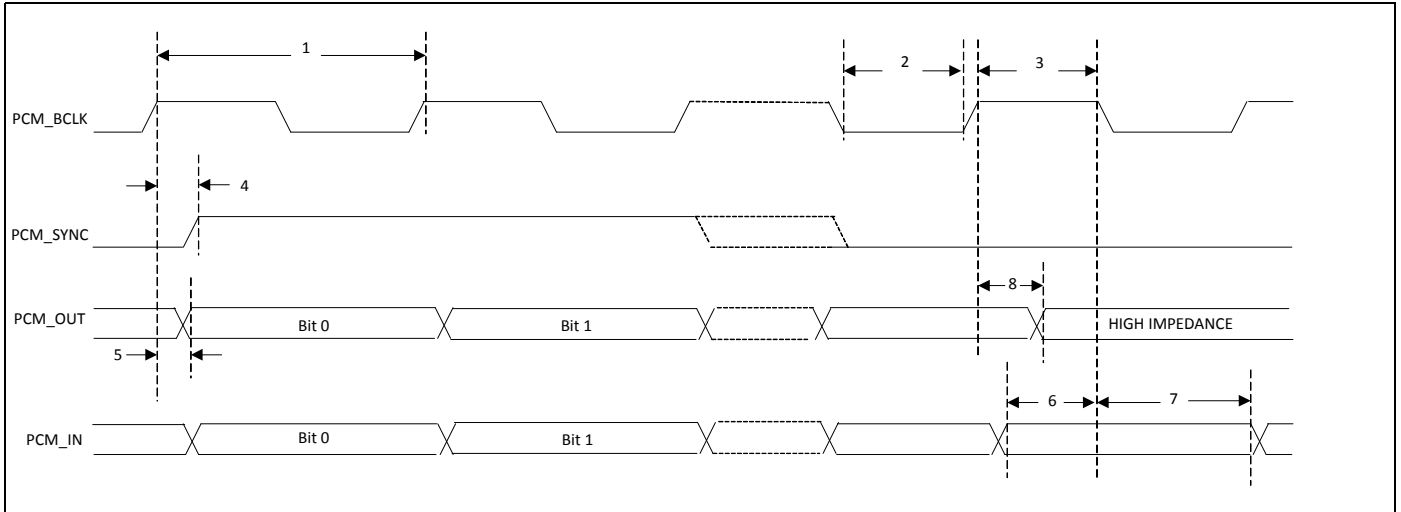 1
2
3
PCM_BCLK
4
PCM_SYNC
8
PCM_OUT
Bit 0
Bit 1
HIGH IMPEDANCE
5
6
7
PCM_IN
Bit 0
Bit 1